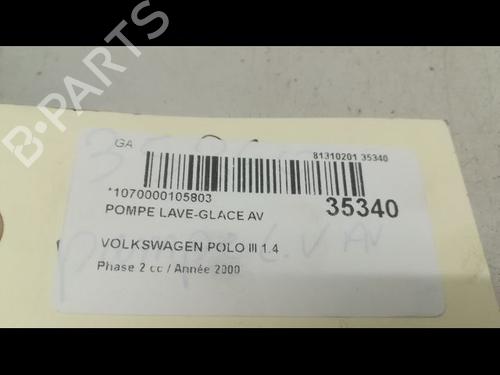 B-PARTS
GA
81310201 35340
*1070000105803
POMPE LAVE-GLACE AV
35340
VOLKSWAGEN POLO III 1.4
Phase 2 cc / Année 2000